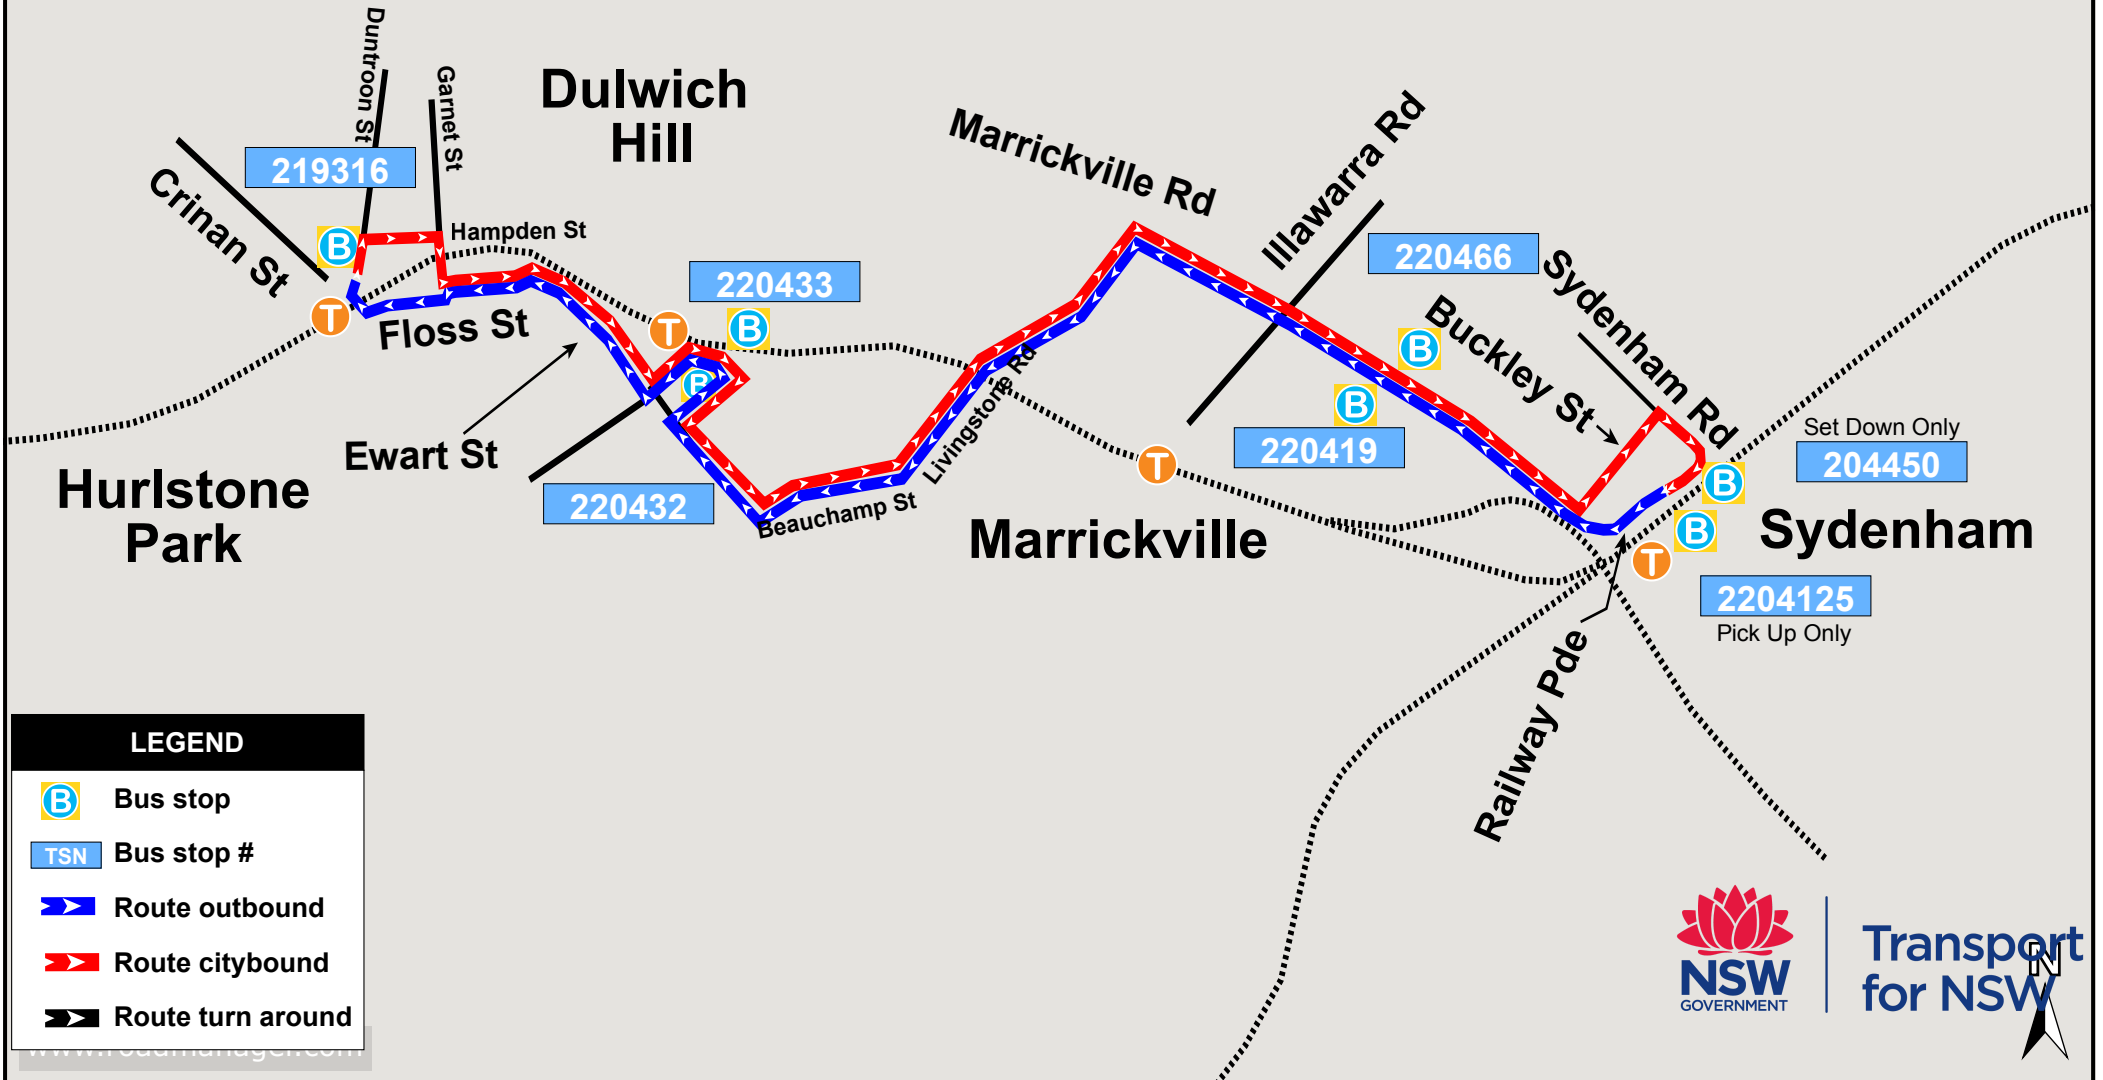 Duntroon St
Garnet St
Dulwich
Hill
Marrickville Rd
Illawarra Rd
219316
Crinan St
B
Hampden St
220433
220466
Sydenham Rd
Buckley St
T
Floss St
T
B
B
B
B
Livingstone Rd
Ewart St
Set Down Only
204450
220419
T
B
Hurlstone
Park
220432
Beauchamp St
Marrickville
B
Sydenham
T
2204125
Pick Up Only
Railway Pde
LEGEND
B Bus stop
TSN Bus stop #
Route outbound
Route citybound
Route turn around
www.roadmanager.com
NSW
GOVERNMENT
Transport
for NSW
N